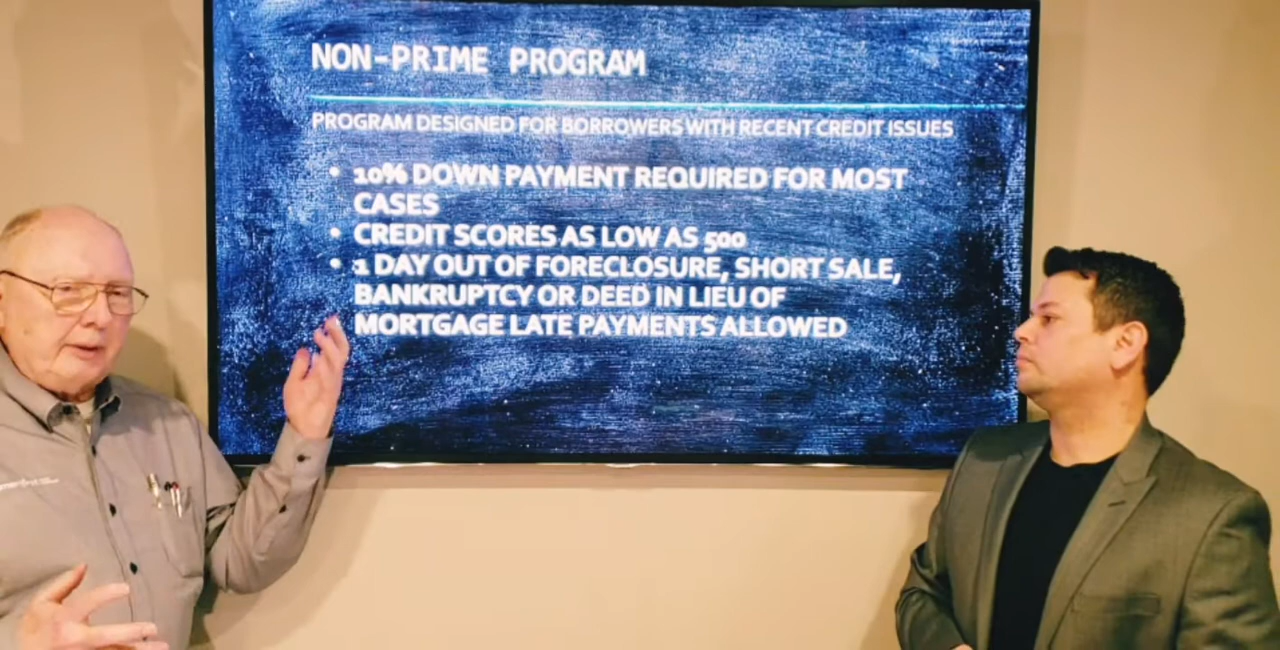 NON-PRIME PROGRAM
PROGRAM DESIGNED FOR BORROWERS WITH RECENT CREDIT ISSUES
• 10% DOWN PAYMENT REQUIRED FOR MOST
CASES
• CREDIT SCORES AS LOW AS 500
• 1 DAY OUT OF FORECLOSURE, SHORT SALE,
BANKRUPTCY OR DEED IN LIEU OF
MORTGAGE LATE PAYMENTS ALLOWED